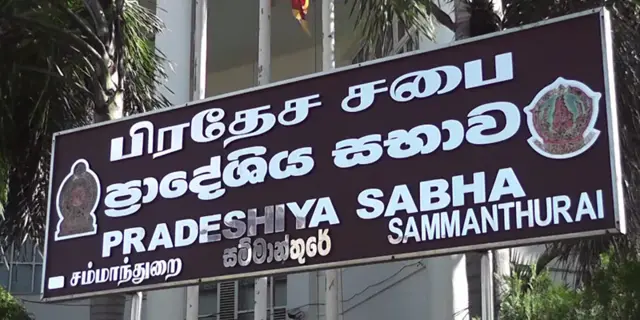 பிரதேச சபை
ප්‍රාදේශිය සභාව
PRADESHIYA SABHA
சம்மாந்துறை සම්මාන්තුරේ SAMMANTHURAI